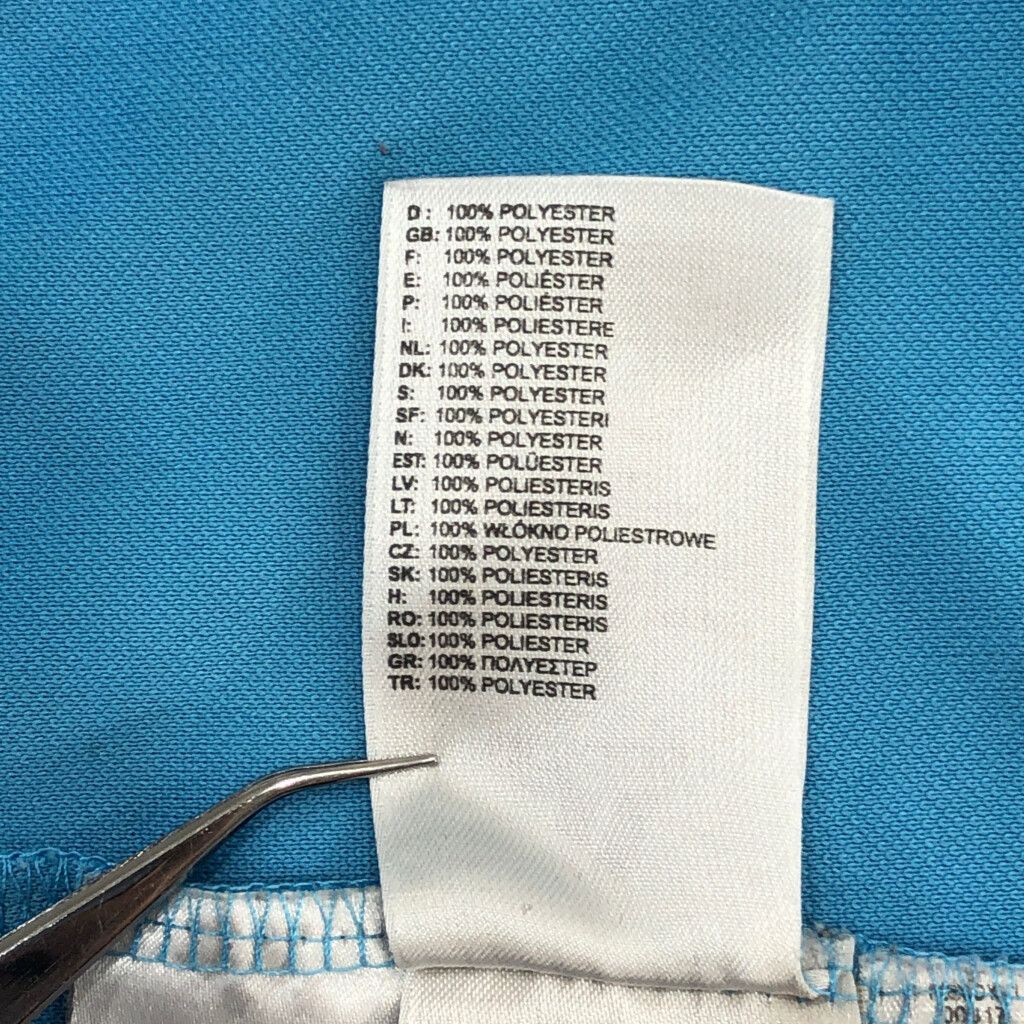 D: 100% POLYESTER
GB: 100% POLYESTER
F: 100% POLYESTER
E: 100% POLIÉSTER
P: 100% POLIÉSTER
I: 100% POLIESTERE
NL: 100% POLYESTER
DK: 100% POLYESTER
S: 100% POLYESTER
SF: 100% POLYESTERI
N: 100% POLYESTER
EST: 100% POLÜESTER
LV: 100% POLIESTERIS
LT: 100% POLIESTERIS
PL: 100% WŁÓKNO POLIESTROWE
CZ: 100% POLYESTER
SK: 100% POLIESTERIS
H: 100% POLIESTERIS
RO: 100% POLIESTERIS
SLO: 100% POLIESTER
GR: 100% ΠΟΛΥΕΣΤΕΡ
TR: 100% POLYESTER